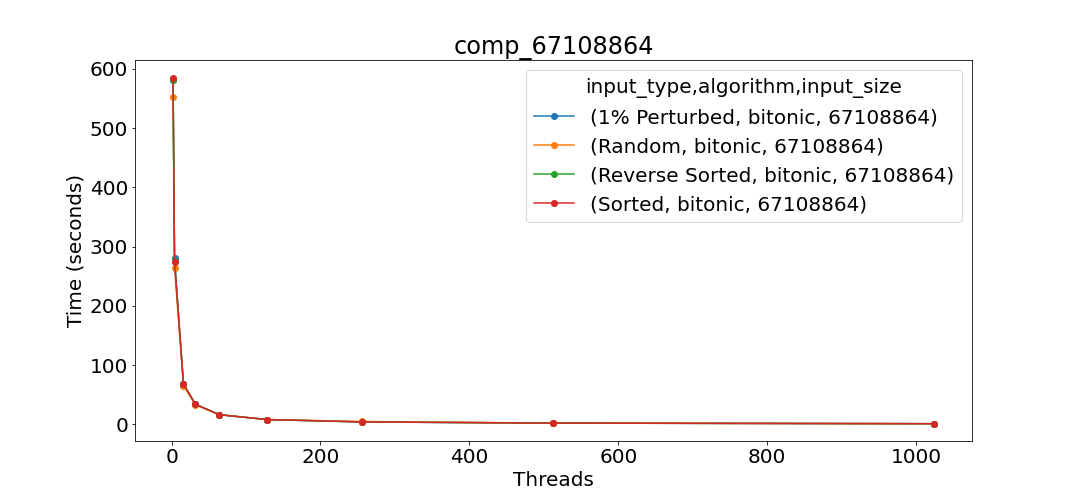 comp_67108864
600
500
400
300
200
100
0
Time (seconds)
input_type,algorithm,input_size
(1% Perturbed, bitonic, 67108864)
(Random, bitonic, 67108864)
(Reverse Sorted, bitonic, 67108864)
(Sorted, bitonic, 67108864)
0 200 400 600 800 1000
Threads